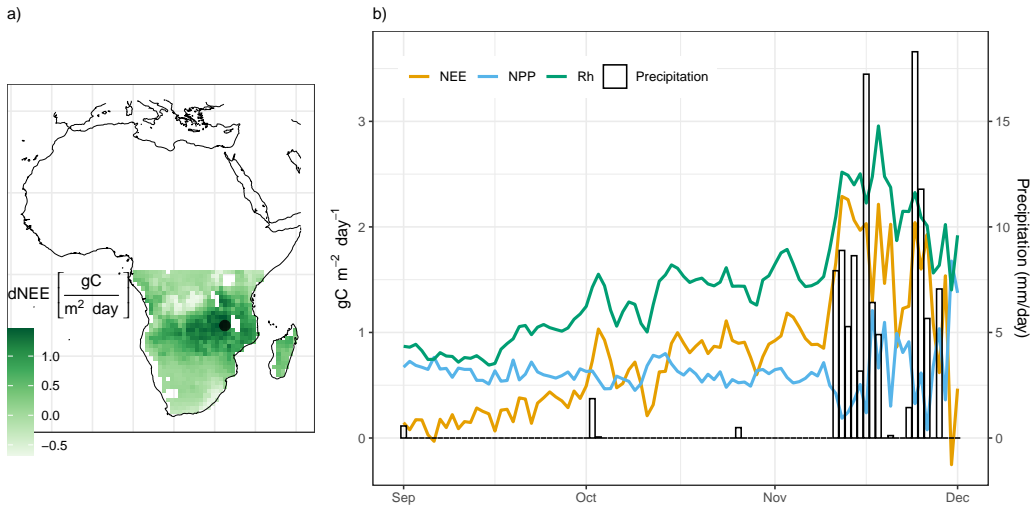 a)
dNEE [gC / m² day]
1.0
0.5
0.0
−0.5
b)
NEE NPP Rh Precipitation
gC m⁻² day⁻¹
3
2
1
0
Precipitation (mm/day)
15
10
5
0
Sep Oct Nov Dec